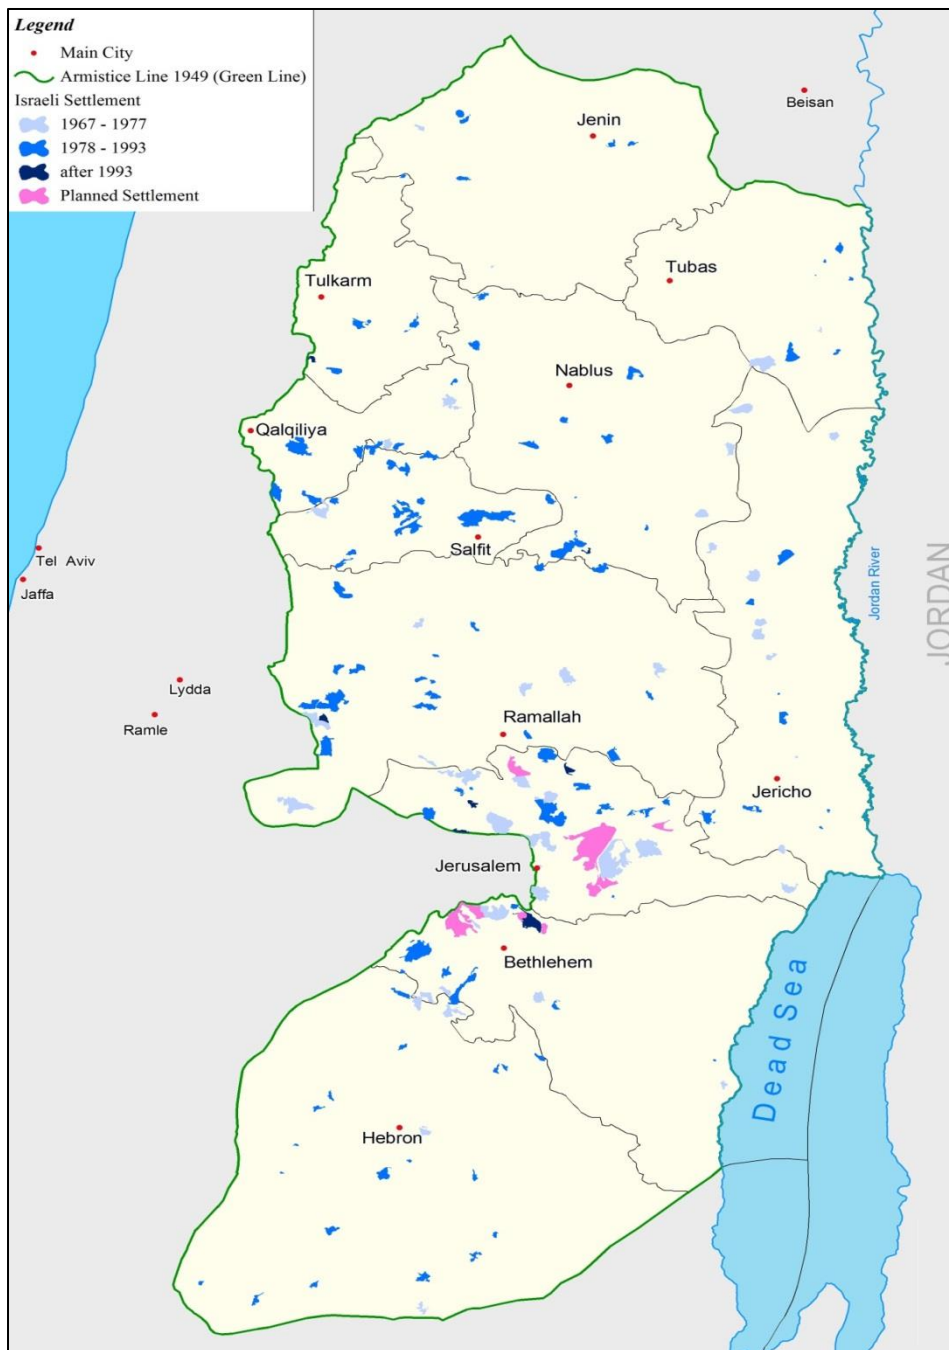 Legend
Main City
Armistice Line 1949 (Green Line)
Israeli Settlement
1967 - 1977
1978 - 1993
after 1993
Planned Settlement
Beisan
Jenin
Tubas
Tulkarm
Nablus
Qalqiliya
Salfit
Tel Aviv
Jaffa
Jordan River
JORDAN
Lydda
Ramle
Ramallah
Jericho
Jerusalem
Bethlehem
Dead Sea
Hebron